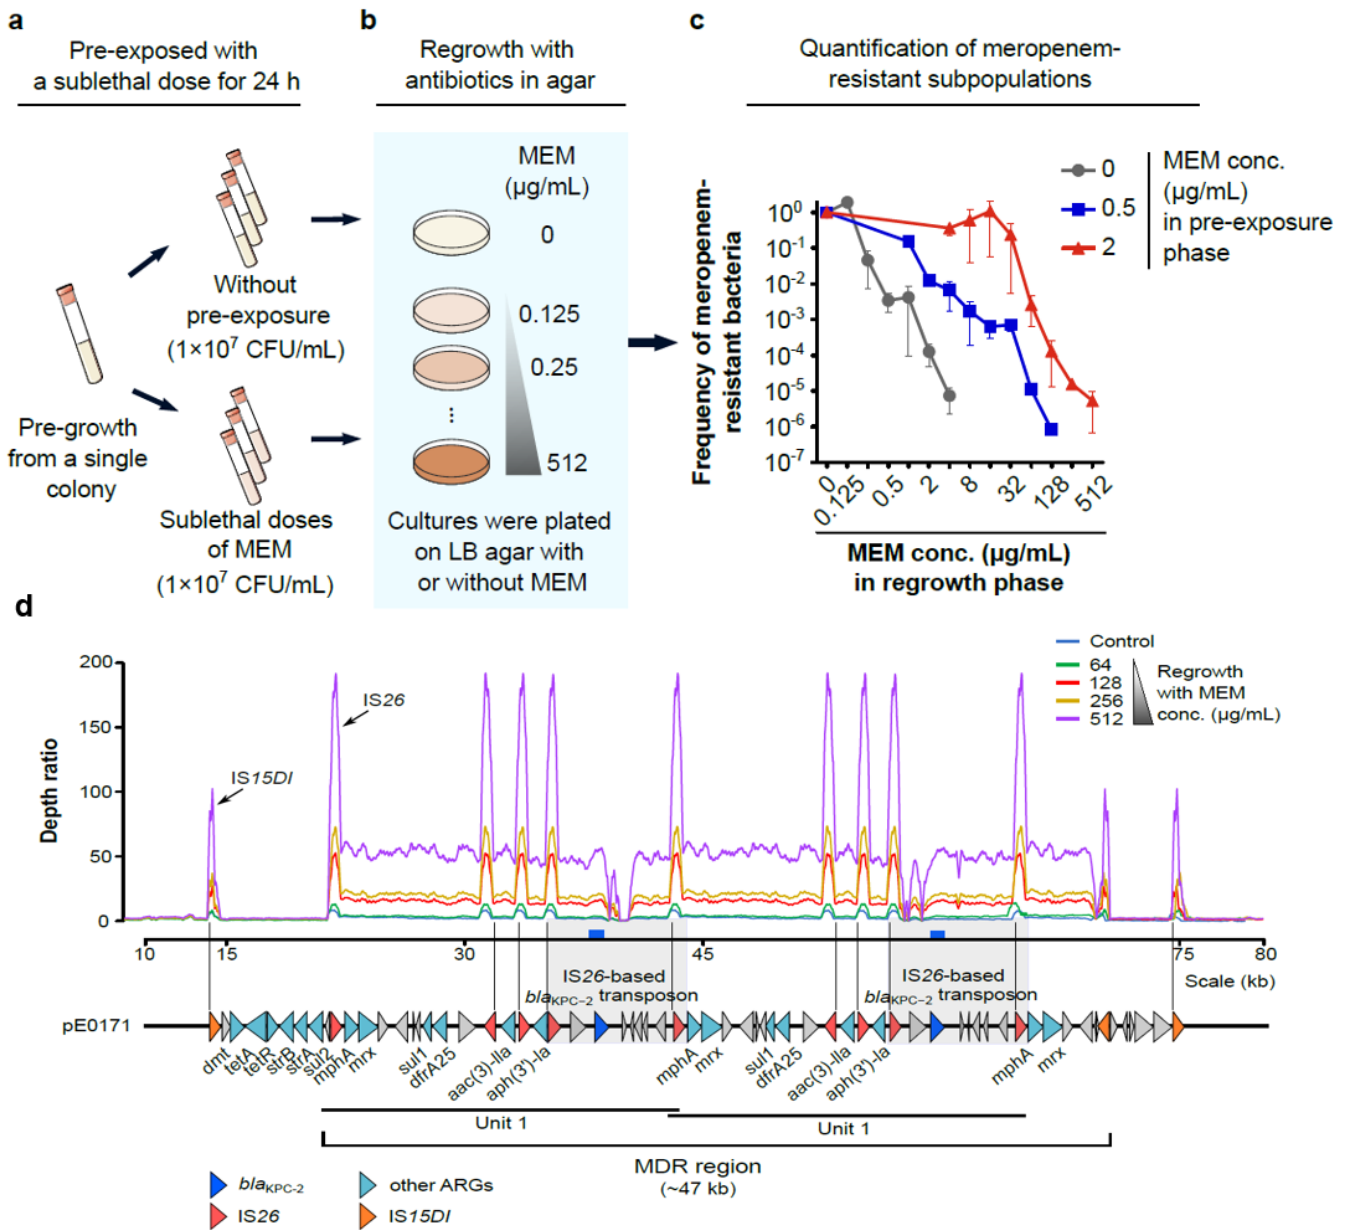 a
Pre-exposed with
a sublethal dose for 24 h
Without
pre-exposure
(1×10⁷ CFU/mL)
Pre-growth
from a single
colony
Sublethal doses
of MEM
(1×10⁷ CFU/mL)
b
Regrowth with
antibiotics in agar
MEM
(µg/mL)
0
0.125
0.25
⋮
512
Cultures were plated
on LB agar with
or without MEM
c
Quantification of meropenem-
resistant subpopulations
0
0.5
2
MEM conc.
(µg/mL)
in pre-exposure
phase
Frequency of meropenem-
resistant bacteria
10⁰
10⁻¹
10⁻²
10⁻³
10⁻⁴
10⁻⁵
10⁻⁶
10⁻⁷
0
0.125
0.5
2
8
32
128
512
MEM conc. (µg/mL)
in regrowth phase
d
Control
64
128
256
512
Regrowth
with MEM
conc. (µg/mL)
Depth ratio
200
150
100
50
0
IS26
IS15DI
10 15 30 45 75 80
Scale (kb)
IS26-based
transposon
blaKPC-2
IS26-based
transposon
blaKPC-2
pE0171
dmt
tetA
tetR
strB
strA
sul2
mphA
mrx
sul1
dfrA25
aac(3)-IIa
aph(3')-Ia
mphA
mrx
sul1
dfrA25
aac(3)-IIa
aph(3')-Ia
mphA
mrx
Unit 1
Unit 1
MDR region
(~47 kb)
blaKPC-2
other ARGs
IS26
IS15DI